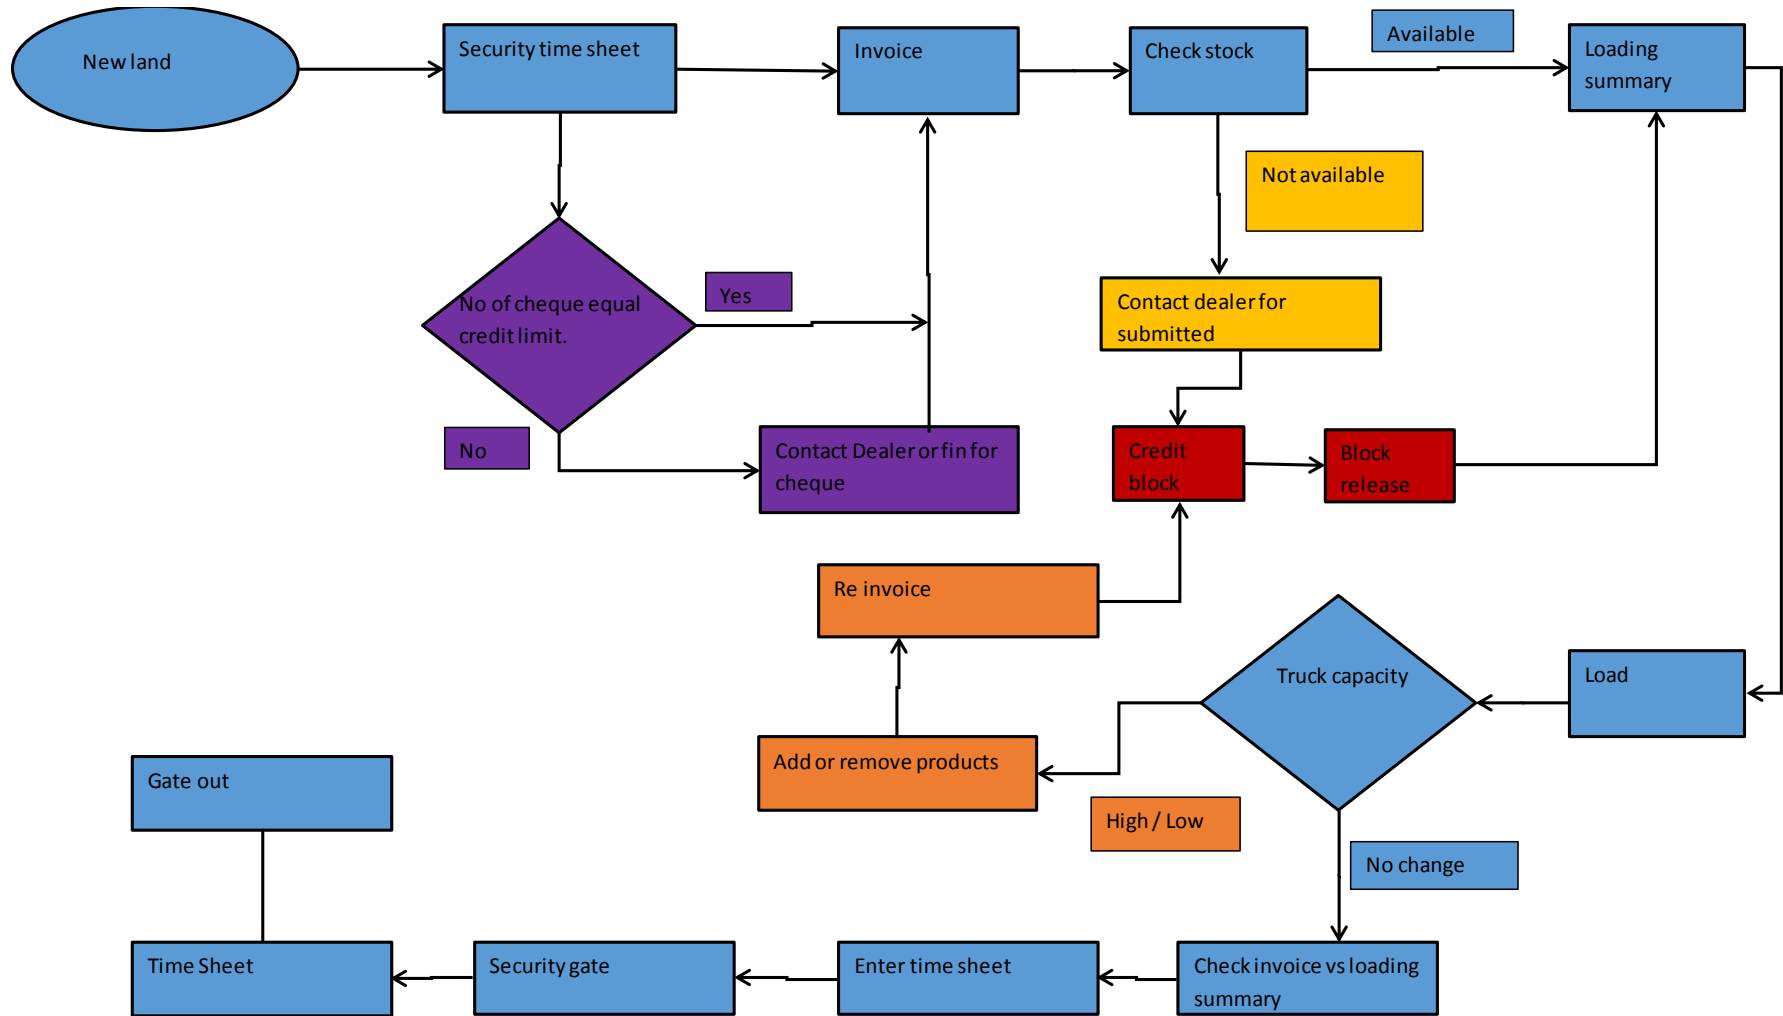 New land
Security time sheet
Invoice
Check stock
Available
Loading
summary
Not available
No of cheque equal
credit limit.
Yes
Contact dealer for
submitted
No
Contact Dealer or fin for
cheque
Credit
block
Block
release
Re invoice
Truck capacity
Load
Add or remove products
High / Low
Gate out
No change
Time Sheet
Security gate
Enter time sheet
Check invoice vs loading
summary